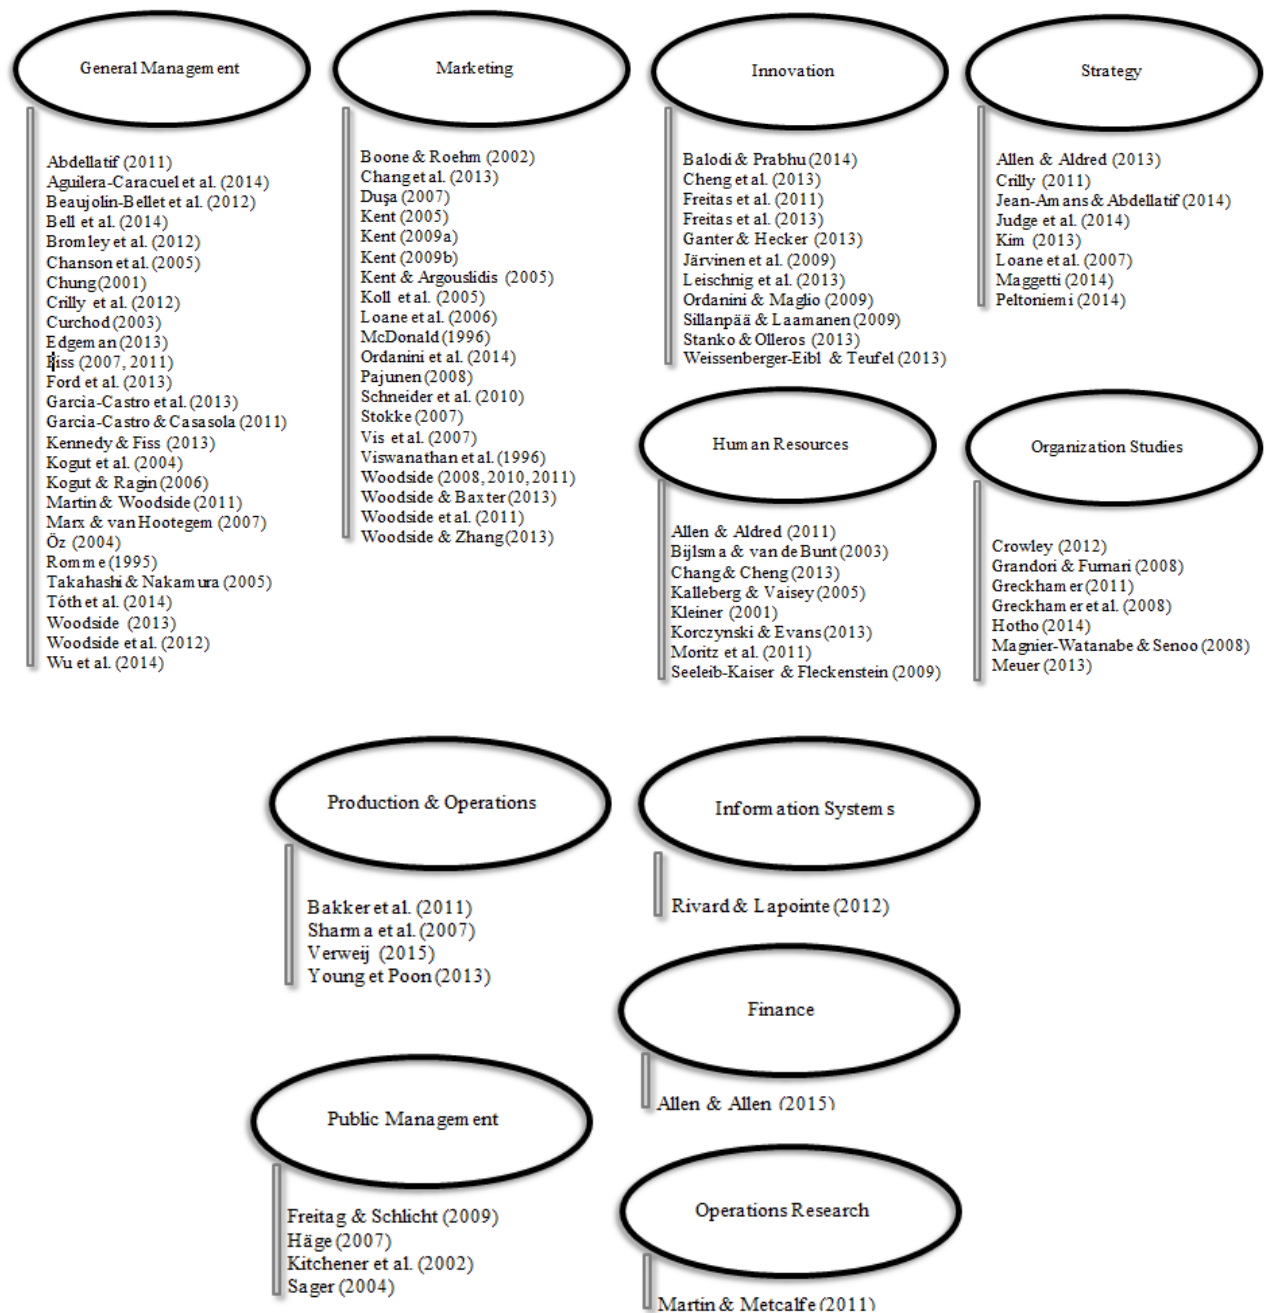 General Management
Abdellatif (2011)
Aguilera-Caracuel et al. (2014)
Beaujolin-Bellet et al. (2012)
Bell et al. (2014)
Bromley et al. (2012)
Chanson et al. (2005)
Chung (2001)
Crilly et al. (2012)
Curchod (2003)
Edgeman (2013)
Fiss (2007, 2011)
Ford et al. (2013)
Garcia-Castro et al. (2013)
Garcia-Castro & Casasola (2011)
Kennedy & Fiss (2013)
Kogut et al. (2004)
Kogut & Ragin (2006)
Martin & Woodside (2011)
Marx & van Hootegem (2007)
Öz (2004)
Romme (1995)
Takahashi & Nakamura (2005)
Tóth et al. (2014)
Woodside (2013)
Woodside et al. (2012)
Wu et al. (2014)
Marketing
Boone & Roehm (2002)
Chang et al. (2013)
Duşa (2007)
Kent (2005)
Kent (2009a)
Kent (2009b)
Kent & Argouslidis (2005)
Koll et al. (2005)
Loane et al. (2006)
McDonald (1996)
Ordanini et al. (2014)
Pajunen (2008)
Schneider et al. (2010)
Stokke (2007)
Vis et al. (2007)
Viswanathan et al. (1996)
Woodside (2008, 2010, 2011)
Woodside & Baxter (2013)
Woodside et al. (2011)
Woodside & Zhang (2013)
Innovation
Balodi & Prabhu (2014)
Cheng et al. (2013)
Freitas et al. (2011)
Freitas et al. (2013)
Ganter & Hecker (2013)
Järvinen et al. (2009)
Leischnig et al. (2013)
Ordanini & Maglio (2009)
Sillanpää & Laamanen (2009)
Stanko & Olleros (2013)
Weissenberger-Eibl & Teufel (2013)
Strategy
Allen & Aldred (2013)
Crilly (2011)
Jean-Amans & Abdellatif (2014)
Judge et al. (2014)
Kim (2013)
Loane et al. (2007)
Maggetti (2014)
Peltoniemi (2014)
Human Resources
Allen & Aldred (2011)
Bijlsma & van de Bunt (2003)
Chang & Cheng (2013)
Kalleberg & Vaisey (2005)
Kleiner (2001)
Korczynski & Evans (2013)
Moritz et al. (2011)
Seeleib-Kaiser & Fleckenstein (2009)
Organization Studies
Crowley (2012)
Grandori & Furnari (2008)
Greckhamer (2011)
Greckhamer et al. (2008)
Hotho (2014)
Magnier-Watanabe & Senoo (2008)
Meuer (2013)
Production & Operations
Bakker et al. (2011)
Sharma et al. (2007)
Verweij (2015)
Young et Poon (2013)
Information Systems
Rivard & Lapointe (2012)
Finance
Allen & Allen (2015)
Public Management
Freitag & Schlicht (2009)
Häge (2007)
Kitchener et al. (2002)
Sager (2004)
Operations Research
Martin & Metcalfe (2011)